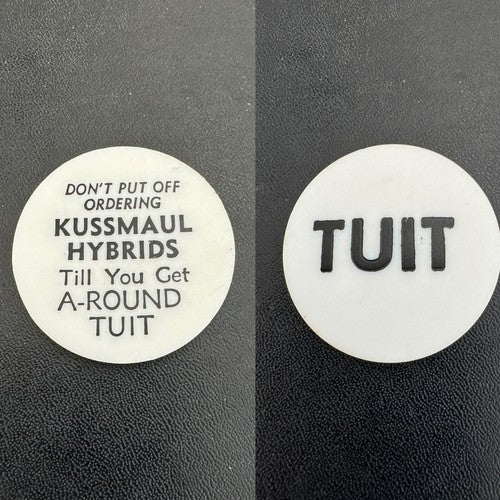 DON'T PUT OFF
ORDERING
KUSSMAUL
HYBRIDS
Till You Get
A-ROUND
TUIT
TUIT